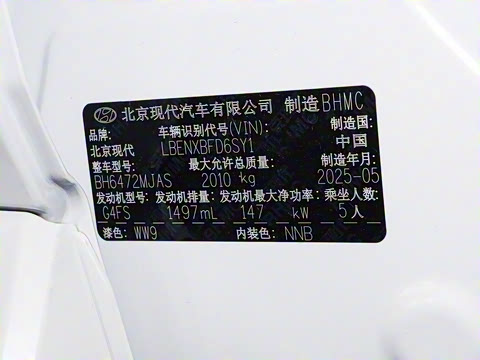 北京现代汽车有限公司 制造 BHMC
品牌: 车辆识别代号(VIN): 制造国:
北京现代 LBENXBFD6SY1 中国
整车型号: 最大允许总质量: 制造年月:
BH6472MJAS 2010 kg 2025-05
发动机型号: 发动机排量: 发动机最大净功率: 乘坐人数:
G4FS 1497mL 147 kW 5人
漆色: WW9 内装色: NNB